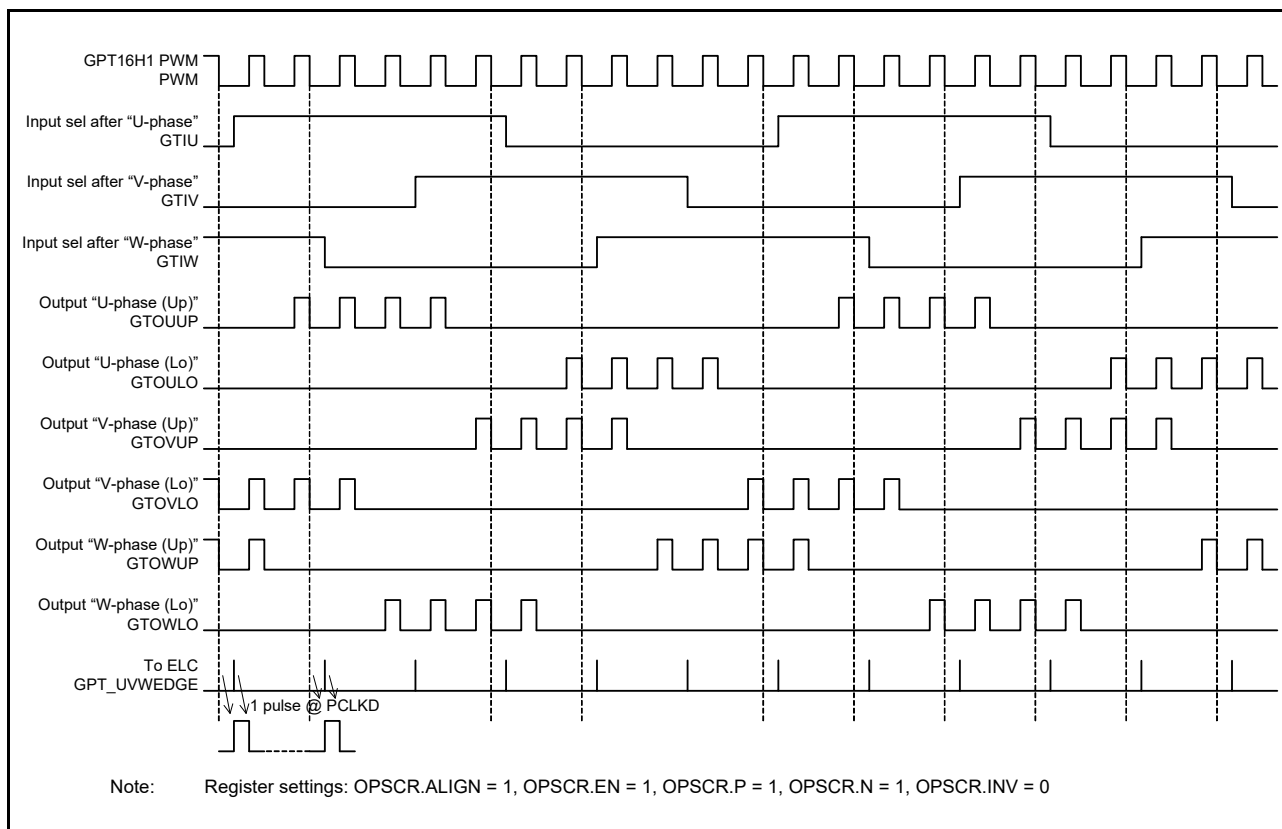 GPT16H1 PWM
PWM
Input sel after “U-phase”
GTIU
Input sel after “V-phase”
GTIV
Input sel after “W-phase”
GTIW
Output “U-phase (Up)”
GTOUUP
Output “U-phase (Lo)”
GTOULO
Output “V-phase (Up)”
GTOVUP
Output “V-phase (Lo)”
GTOVLO
Output “W-phase (Up)”
GTOWUP
Output “W-phase (Lo)”
GTOWLO
To ELC
GPT_UVWEDGE
1 pulse @ PCLKD
Note: Register settings: OPSCR.ALIGN = 1, OPSCR.EN = 1, OPSCR.P = 1, OPSCR.N = 1, OPSCR.INV = 0